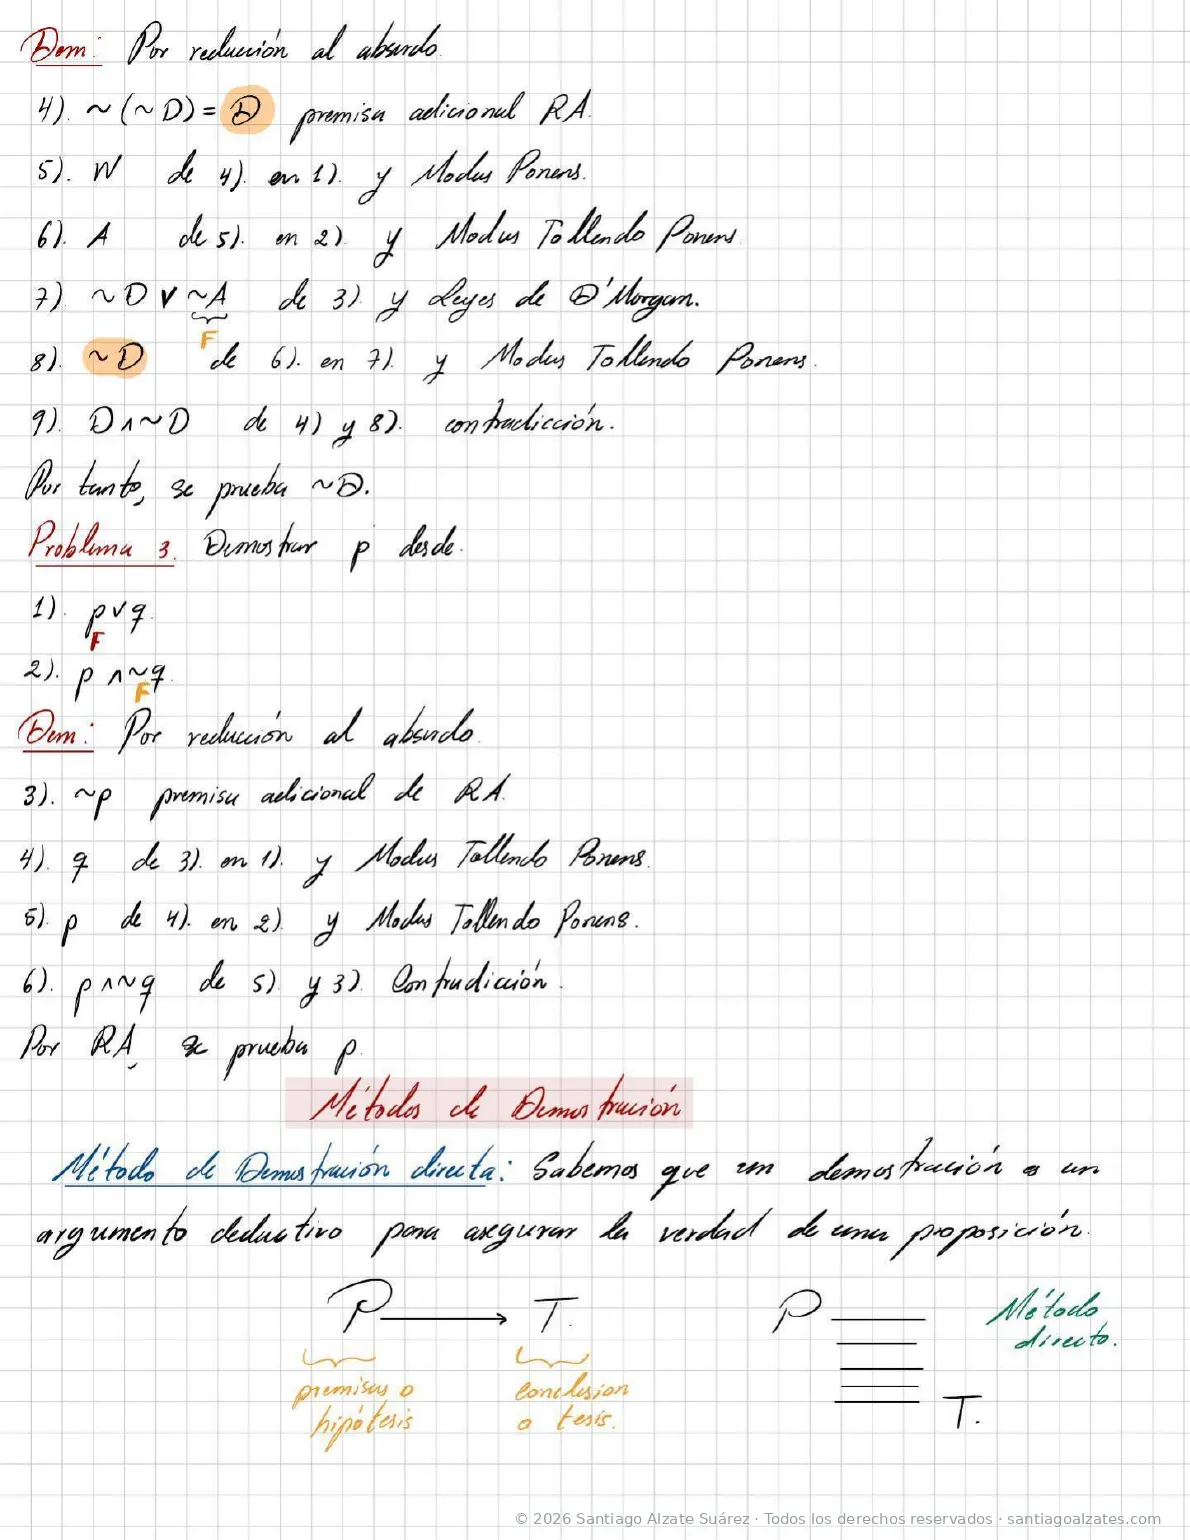 Dem: Por reducción al absurdo.
4). ~(~D) = D premisa adicional RA.
5). W de 4). en 1). y Modus Ponens.
6). A de 5). en 2). y Modus Tollendo Ponens.
7) ~D ∨ ~A de 3). y Leyes de D'Morgan.
F
8). ~D de 6). en 7). y Modus Tollendo Ponens.
9). D∧~D de 4) y 8). contradicción.
Por tanto, se prueba ~D.
Problema 3. Demostrar p desde.
1). p∨q.
F
2). p ∧~q.
F
Dem: Por reducción al absurdo.
3). ~p premisa adicional de RA.
4). q de 3). en 1). y Modus Tollendo Ponens.
5). p de 4). en 2). y Modus Tollendo Ponens.
6). p∧~q de 5). y 3). Contradicción.
Por RA, se prueba p.
Métodos de Demostración
Método de Demostración directa: Sabemos que un demostración es un
argumento deductivo para asegurar la verdad de una proposición.
P → T.
premisas o
hipótesis
conclusion
o tesis.
P
T.
Método
directo.
© 2026 Santiago Alzate Suárez · Todos los derechos reservados · santiagoalzates.com